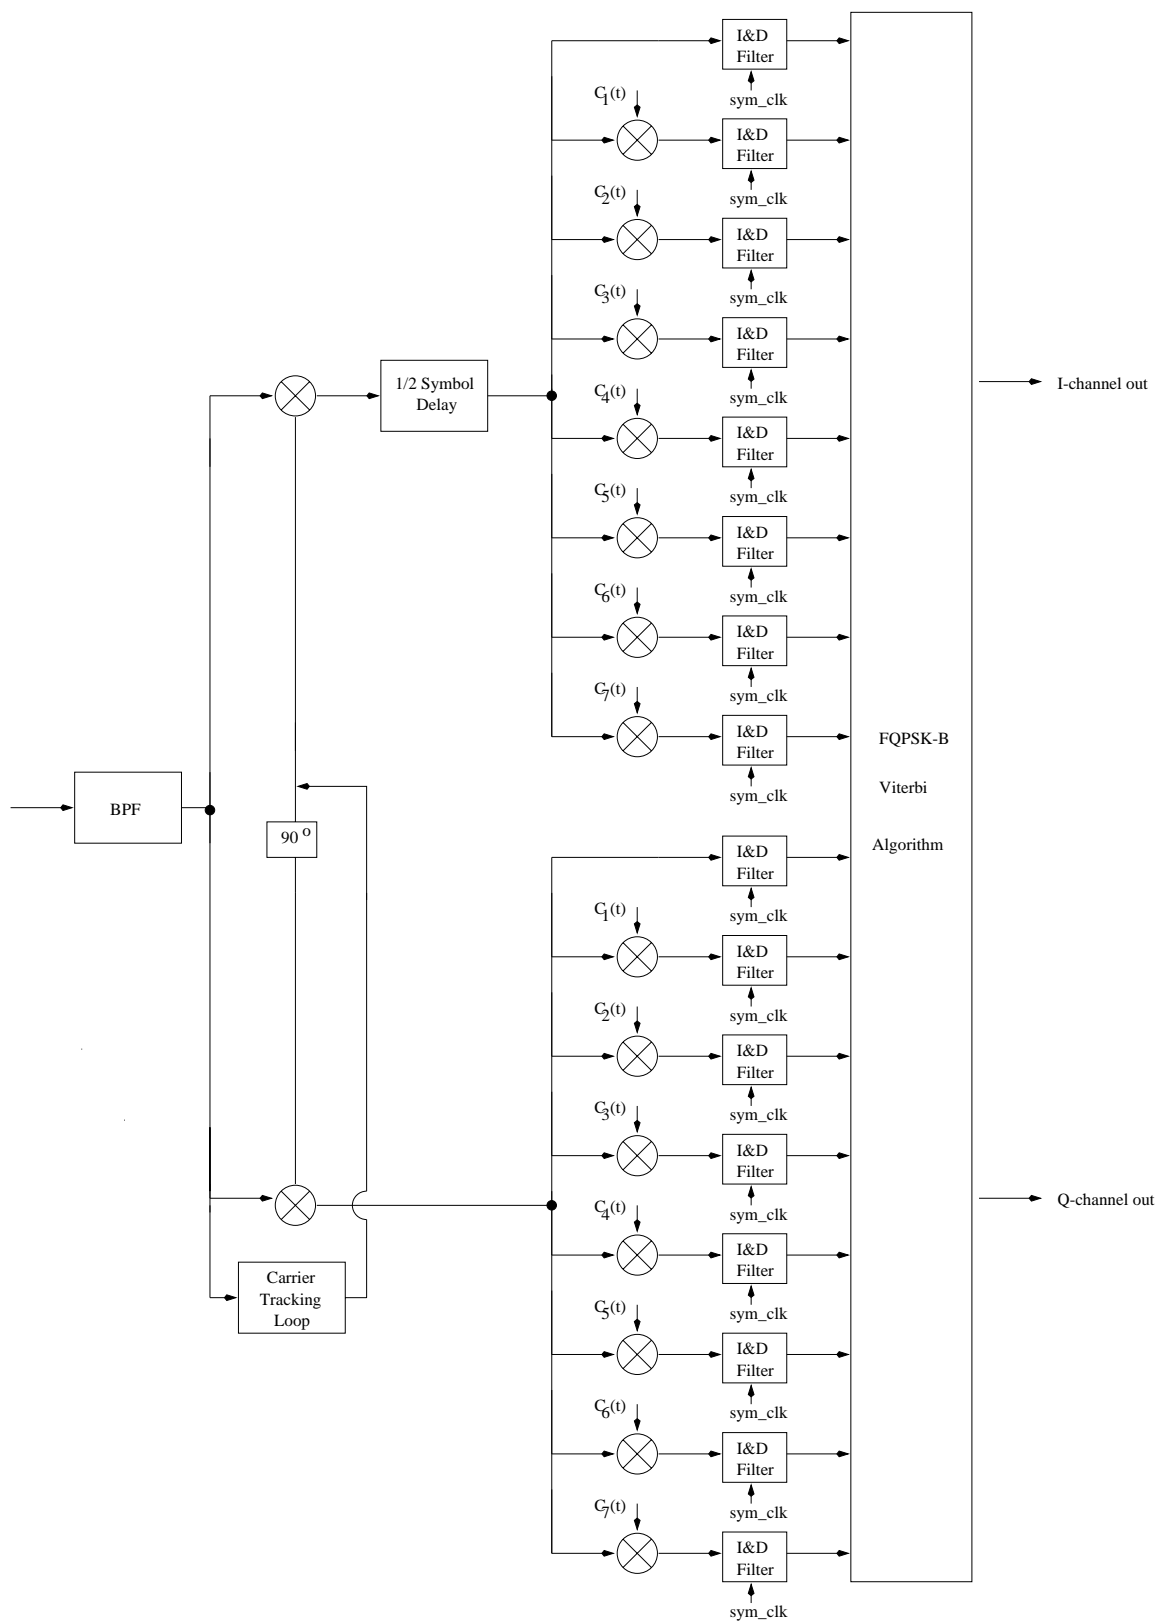 I&D
Filter
sym_clk
C1(t)
I&D
Filter
sym_clk
C2(t)
I&D
Filter
sym_clk
C3(t)
I&D
Filter
sym_clk
1/2 Symbol
Delay
C4(t)
I&D
Filter
sym_clk
I-channel out
C5(t)
I&D
Filter
sym_clk
C6(t)
I&D
Filter
sym_clk
C7(t)
I&D
Filter
sym_clk
FQPSK-B
Viterbi
Algorithm
BPF
90 o
I&D
Filter
sym_clk
C1(t)
I&D
Filter
sym_clk
C2(t)
I&D
Filter
sym_clk
C3(t)
I&D
Filter
sym_clk
Q-channel out
C4(t)
I&D
Filter
sym_clk
Carrier
Tracking
Loop
C5(t)
I&D
Filter
sym_clk
C6(t)
I&D
Filter
sym_clk
C7(t)
I&D
Filter
sym_clk